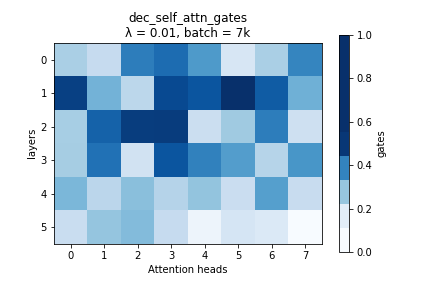 dec_self_attn_gates
λ = 0.01, batch = 7k
layers
0
1
2
3
4
5
0 1 2 3 4 5 6 7
Attention heads
1.0
0.8
0.6
0.4
0.2
0.0
gates